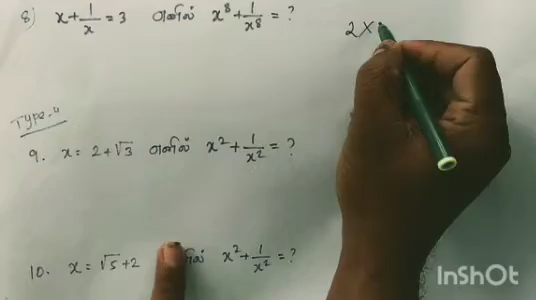 8) x + 1/x = 3 எனில் x⁸ + 1/x⁸ = ?
2×
Type-4
9. x = 2 + √3 எனில் x² + 1/x² = ?
10. x = √5 + 2 x² + 1/x² = ?
InShOt